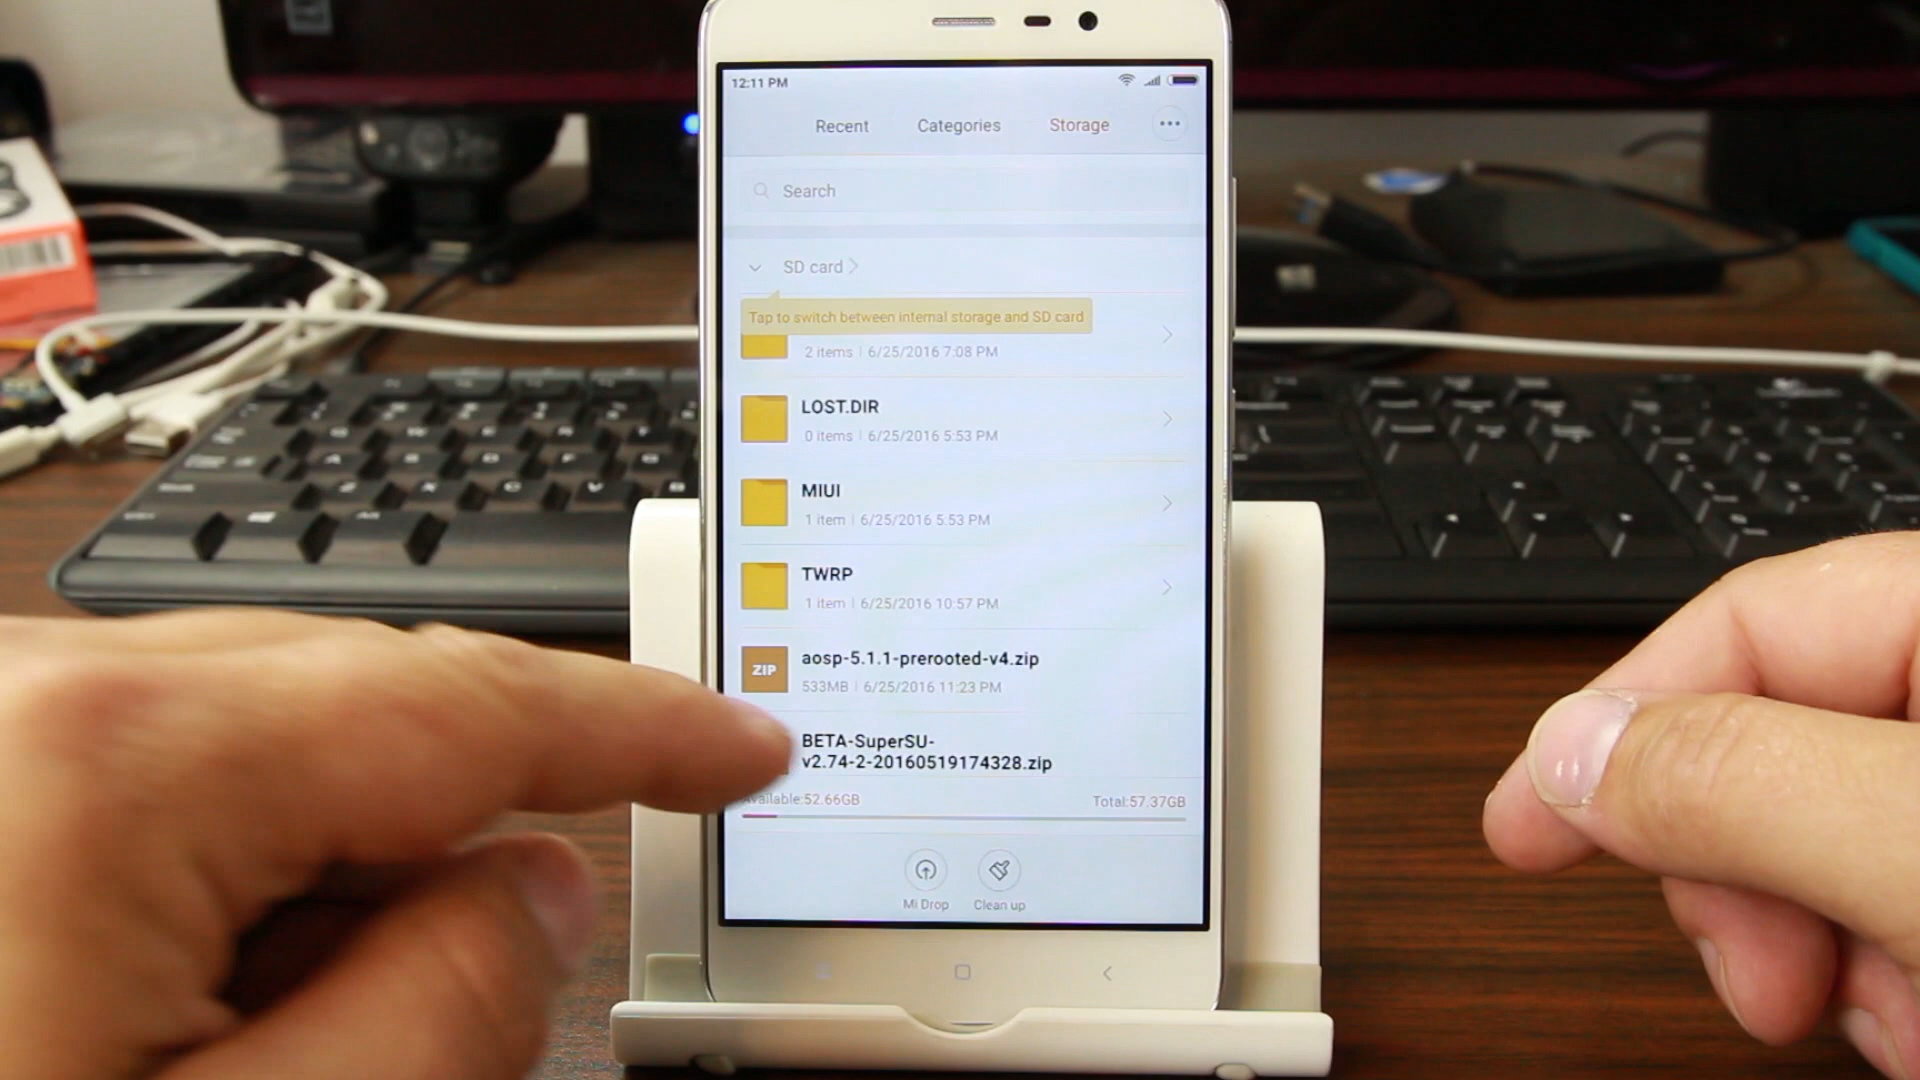 12:11 PM
Recent Categories Storage
Search
SD card
Tap to switch between internal storage and SD card
2 items | 6/25/2016 7:08 PM
LOST.DIR
0 items | 6/25/2016 5:53 PM
MIUI
1 item | 6/25/2016 5:53 PM
TWRP
1 item | 6/25/2016 10:57 PM
ZIP
aosp-5.1.1-prerooted-v4.zip
533MB | 6/25/2016 11:23 PM
BETA-SuperSU-
v2.74-2-20160519174328.zip
Available:52.66GB Total:57.37GB
Mi Drop Clean up